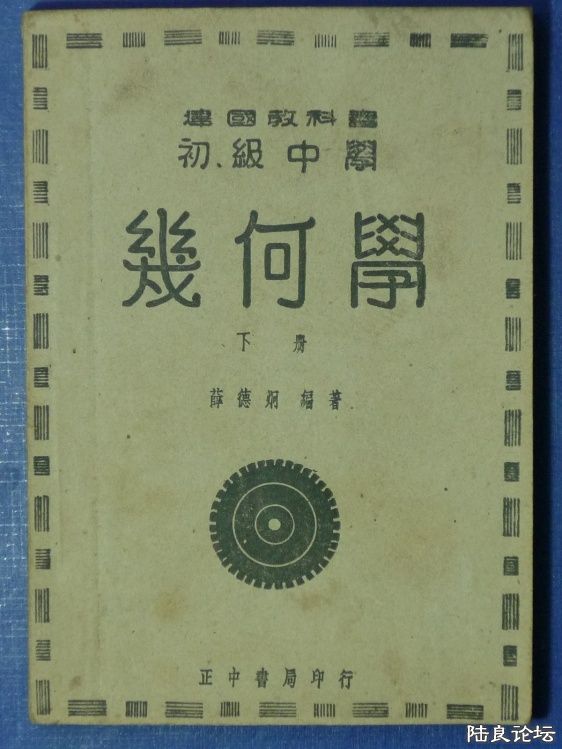 建國教科書
初級中學
幾何學
下册
薛德炯 編著
正中書局印行
陆良论坛